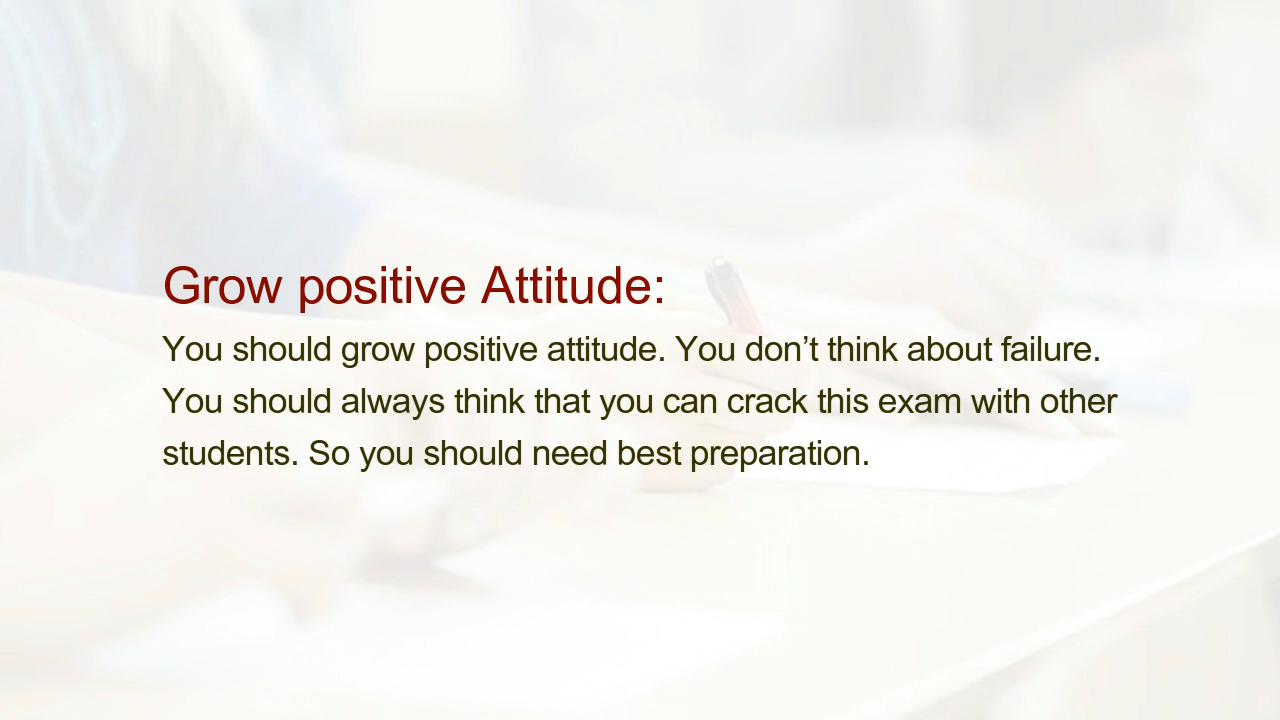 Grow positive Attitude:
You should grow positive attitude. You don’t think about failure.
You should always think that you can crack this exam with other
students. So you should need best preparation.